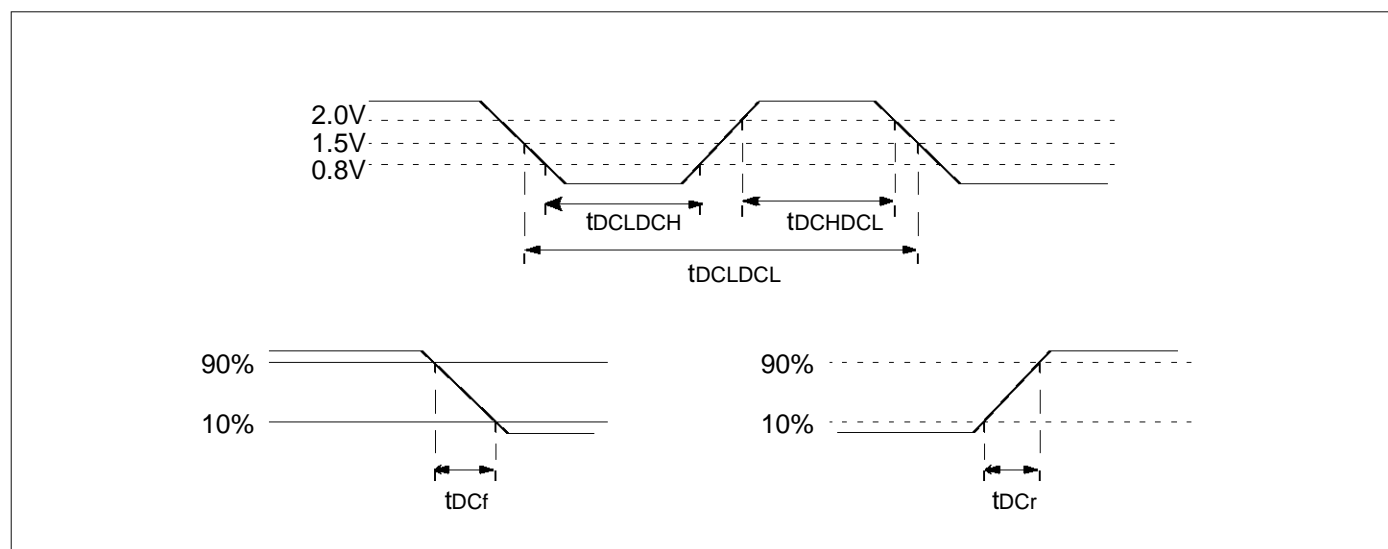 2.0V
1.5V
0.8V
tDCLDCH
tDCHDCL
tDCLDCL
90%
90%
10%
10%
tDCf
tDCr